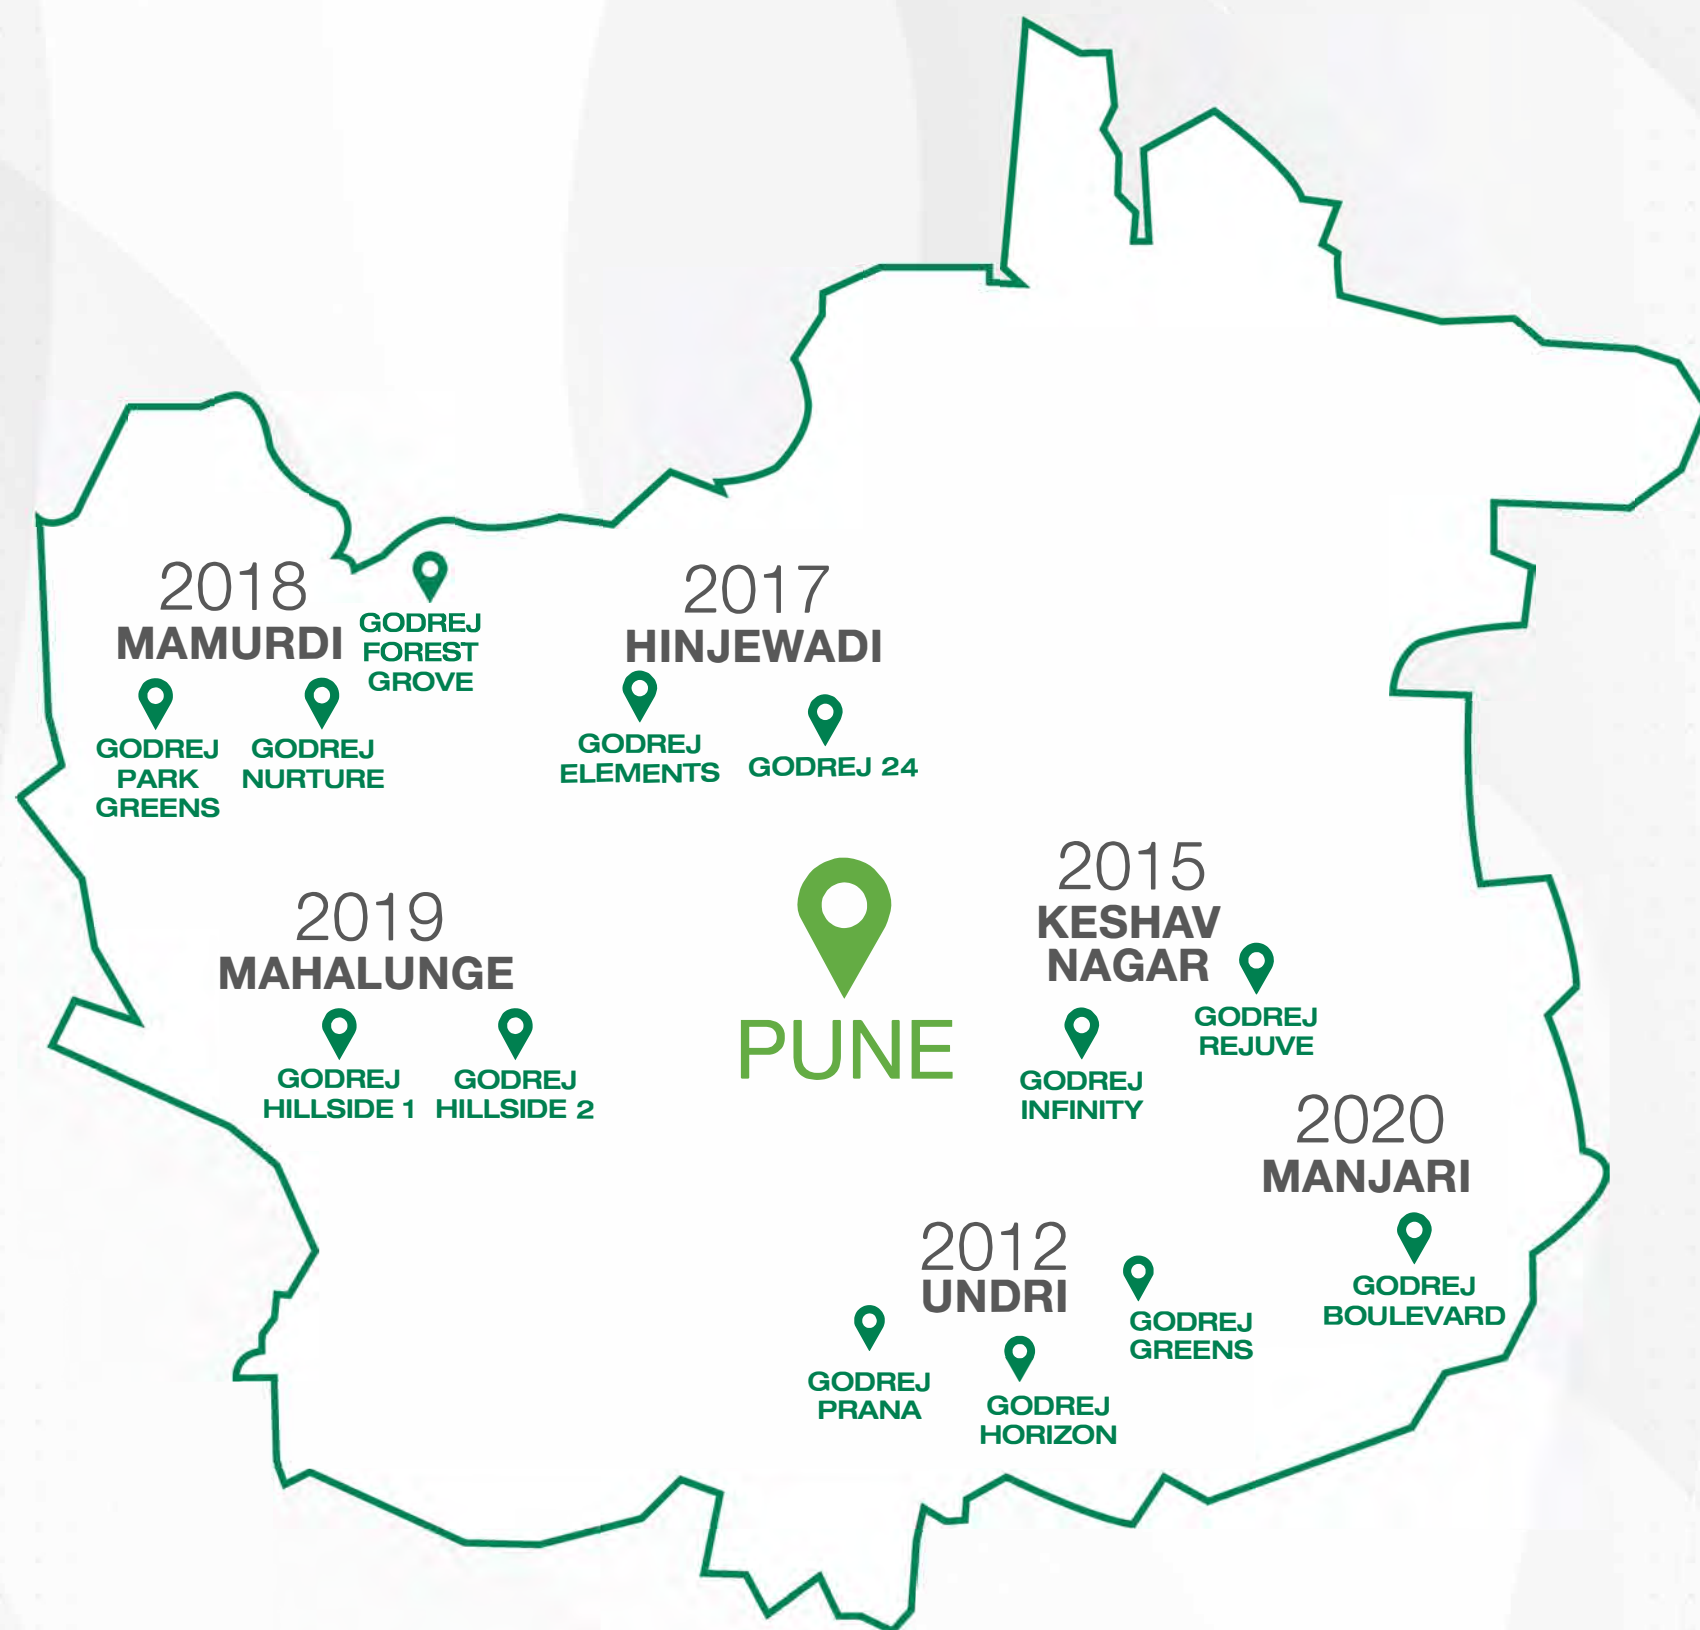 2018
MAMURDI
GODREJ
FOREST
GROVE
GODREJ
PARK
GREENS
GODREJ
NURTURE
2017
HINJEWADI
GODREJ
ELEMENTS
GODREJ 24
2019
MAHALUNGE
GODREJ
HILLSIDE 1
GODREJ
HILLSIDE 2
PUNE
2015
KESHAV
NAGAR
GODREJ
REJUVE
GODREJ
INFINITY
2020
MANJARI
GODREJ
BOULEVARD
2012
UNDRI
GODREJ
GREENS
GODREJ
PRANA
GODREJ
HORIZON